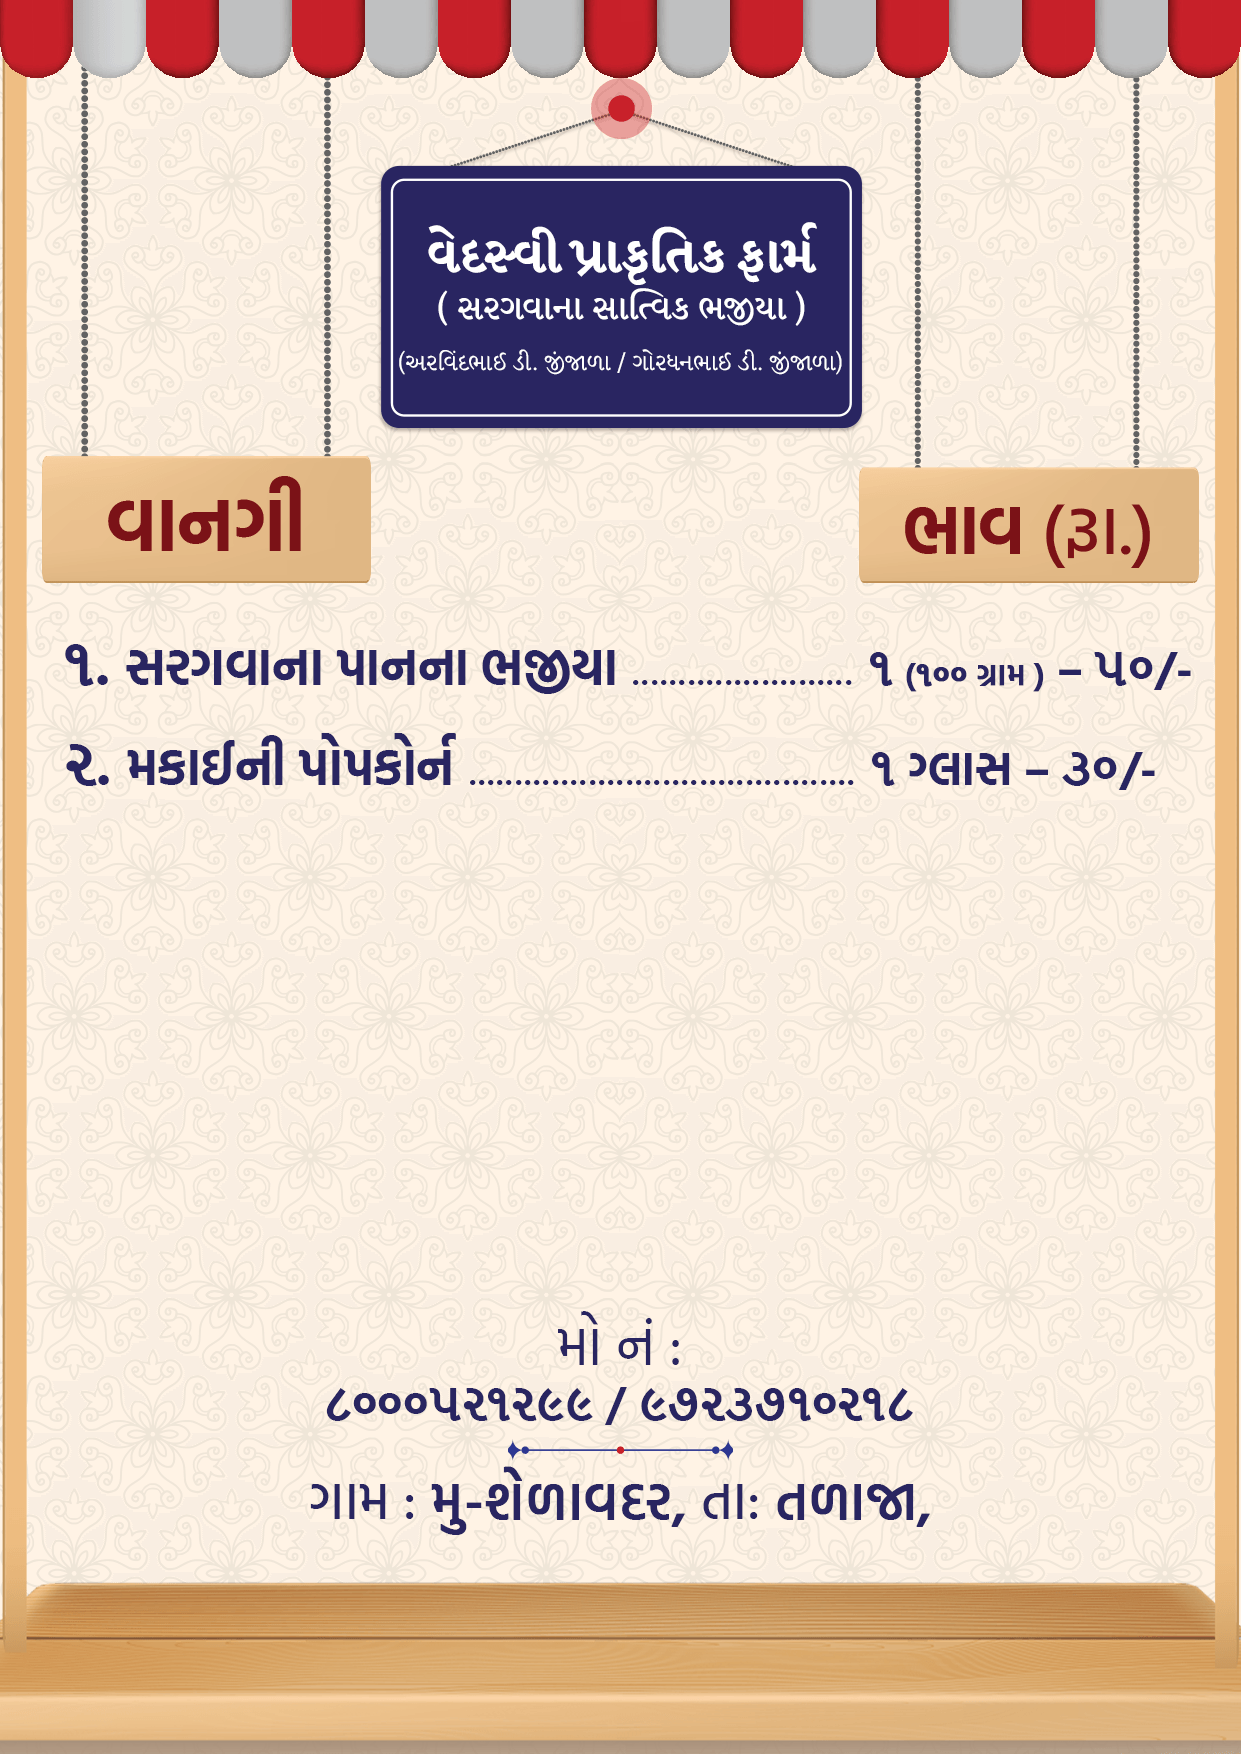 વેદસ્વી પ્રાકૃતિક ફાર્મ
( સરગવાના સાત્વિક ભજીયા )
(અરવિંદભાઈ ડી. જીંજાળા / ગોરધનભાઈ ડી. જીંજાળા)
વાનગી
ભાવ (રૂા.)
૧. સરગવાના પાનના ભજીયા ........................ ૧ (૧૦૦ ગ્રામ ) – ૫૦/-
૨. મકાઈની પોપકોર્ન .......................................... ૧ ગ્લાસ – ૩૦/-
મો નં :
૮૦૦૦૫૨૧૨૯૯ / ૯૭૨૩૭૧૦૨૧૮
ગામ : મુ-શેળાવદર, તા: તળાજા,